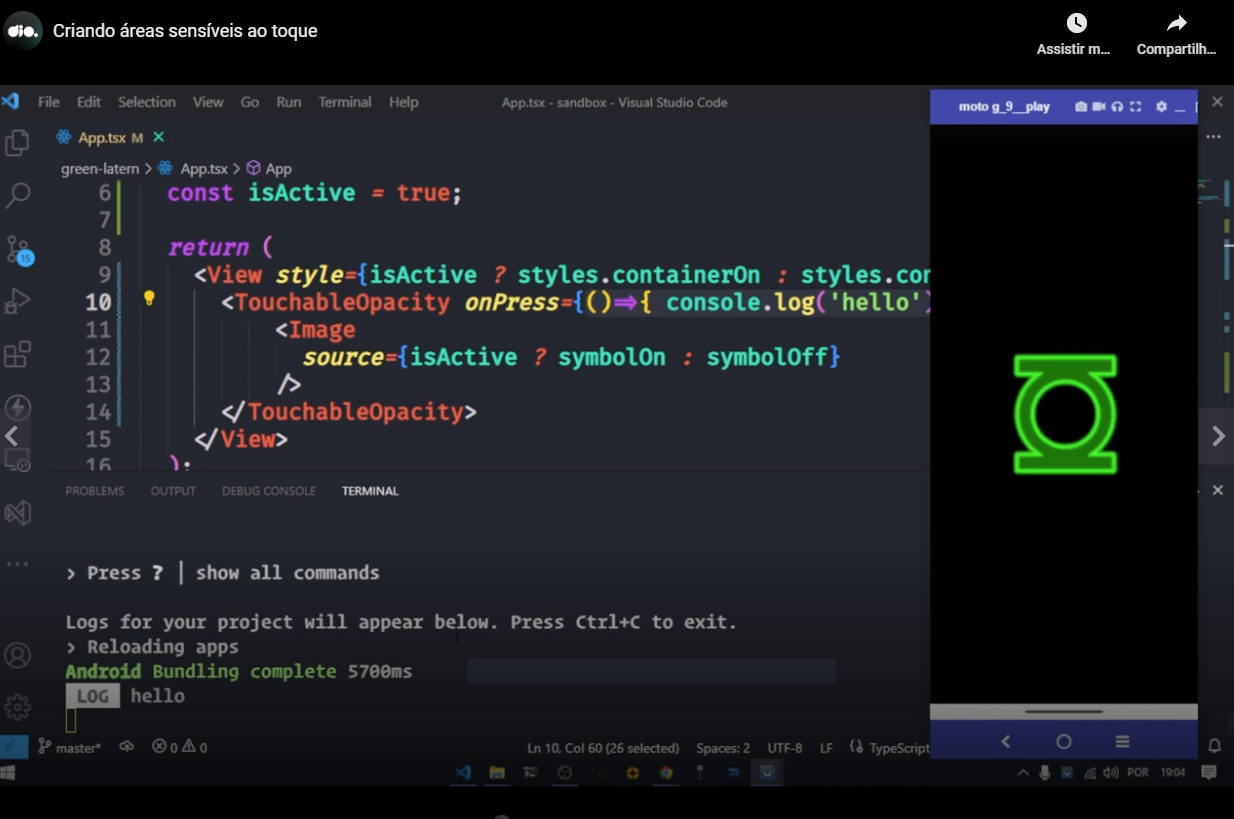 dio. Criando áreas sensíveis ao toque
Assistir m... Compartilh...
File Edit Selection View Go Run Terminal Help App.tsx - sandbox - Visual Studio Code
moto g_9__play
App.tsx M
green-latern > App.tsx > App
6 const isActive = true;
7
8 return (
9 <View style={isActive ? styles.containerOn : styles.con
10 <TouchableOpacity onPress={()=>{ console.log('hello')
11 <Image
12 source={isActive ? symbolOn : symbolOff}
13 />
14 </TouchableOpacity>
15 </View>
16 );
15
PROBLEMS OUTPUT DEBUG CONSOLE TERMINAL
› Press ? | show all commands
Logs for your project will appear below. Press Ctrl+C to exit.
› Reloading apps
Android Bundling complete 5700ms
LOG hello
master* 0 0 Ln 10, Col 60 (26 selected) Spaces: 2 UTF-8 LF TypeScript
POR 19:04